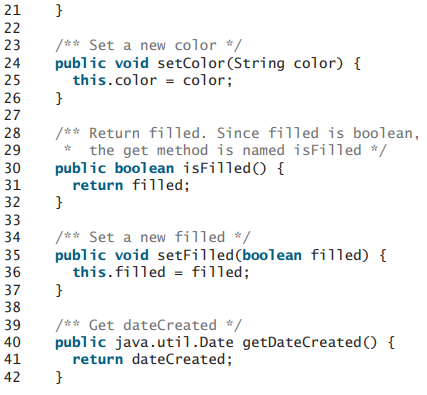 21    }
22
23    /** Set a new color */
24    public void setColor(String color) {
25      this.color = color;
26    }
27
28    /** Return filled. Since filled is boolean,
29     *  the get method is named isFilled */
30    public boolean isFilled() {
31      return filled;
32    }
33
34    /** Set a new filled */
35    public void setFilled(boolean filled) {
36      this.filled = filled;
37    }
38
39    /** Get dateCreated */
40    public java.util.Date getDateCreated() {
41      return dateCreated;
42    }